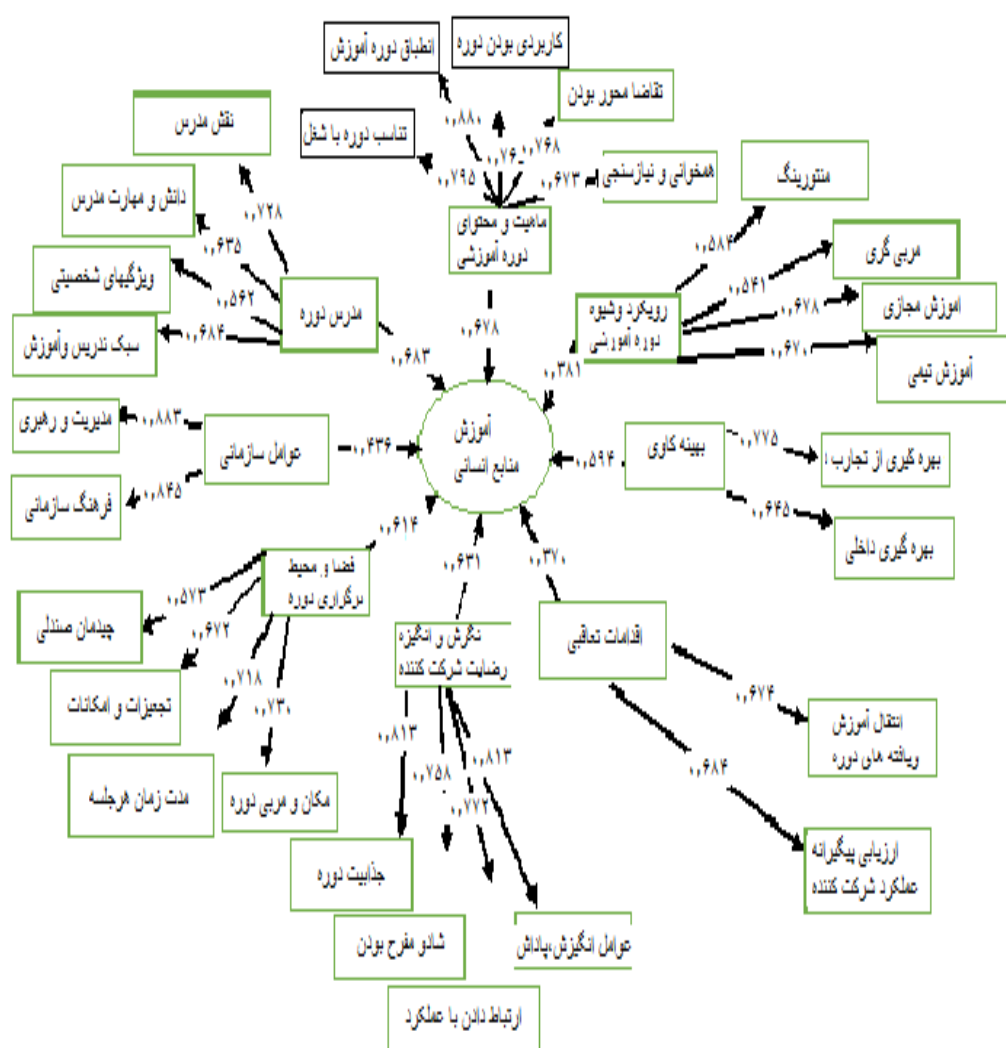 کاربردی بودن دوره
انطباق دوره آموزش
تقاضا محور بودن
تناسب دوره با شغل
همخوانی و نیازسنجی
۰٫۸۸۰
۰٫۷۶۸
۰٫۷۹۵
۰٫۶۷۳
ماهیت و محتوای
دوره آموزشی
۰٫۶۷۸
منتورینگ
مربی گری
اموزش مجازی
آموزش تیمی
۰٫۵۸۴
۰٫۵۴۱
۰٫۶۷۸
۰٫۶۷۰
رویکرد وشیوه
دوره آموزشی
۰٫۳۸۱
نقش مدرس
دانش و مهارت مدرس
ویژگیهای شخصیتی
سبک تدریس وآموزش
۰٫۷۲۸
۰٫۶۳۵
۰٫۵۶۲
۰٫۶۸۴
مدرس دوره
۰٫۶۸۳
آموزش
منابع انسانی
مدیریت و رهبری
فرهنگ سازمانی
۰٫۸۸۳
۰٫۸۴۵
عوامل سازمانی
۰٫۴۳۶
بهینه کاوی
۰٫۵۹۴
۰٫۷۷۵
۰٫۶۴۵
بهره گیری از تجارب
بهره گیری داخلی
فضا و محیط
برگزاری دوره
۰٫۶۱۴
۰٫۵۷۳
۰٫۶۷۲
۰٫۷۱۸
۰٫۷۳۰
چیدمان صندلی
تجهیزات و امکانات
مدت زمان هرجلسه
مکان و مربی دوره
نگرش و انگیزه
رضایت شرکت کننده
۰٫۶۳۱
۰٫۸۱۳
۰٫۷۵۸
۰٫۷۷۲
۰٫۸۱۳
جذابیت دوره
شادو مفرح بودن
ارتباط دادن با عملکرد
عوامل انگیزش،پاداش
اقدامات تعاقبی
۰٫۳۷۰
۰٫۶۷۴
۰٫۶۸۴
انتقال آموزش
ویافته های دوره
ارزیابی پیگیرانه
عملکرد شرکت کننده